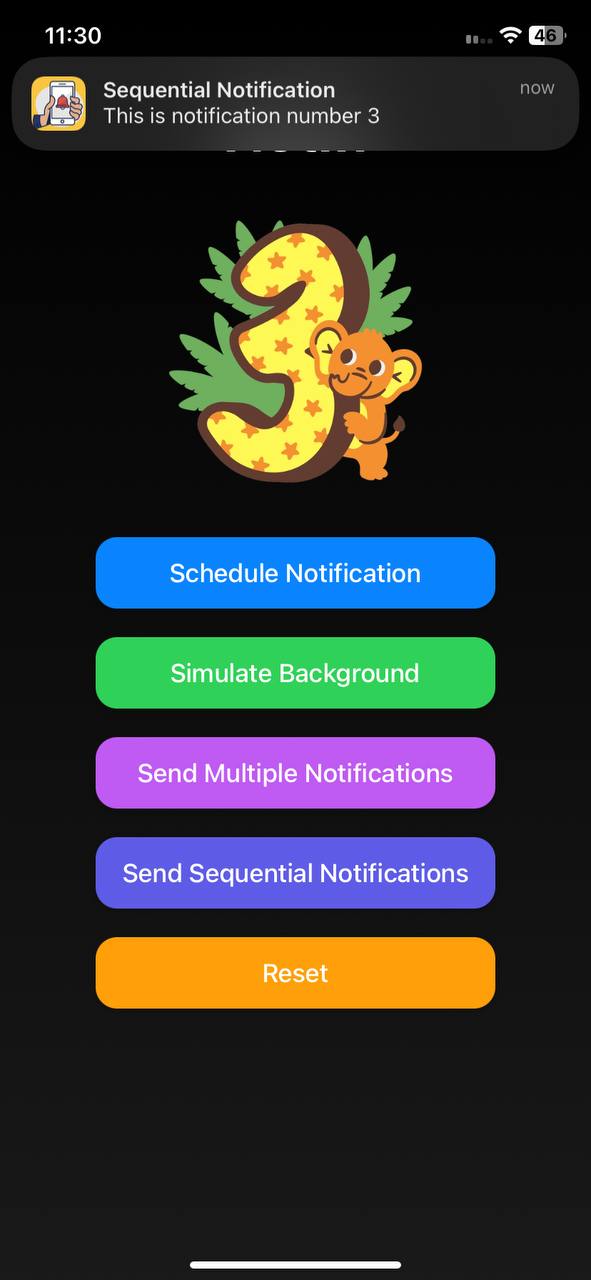 11:30
46
Sequential Notification
now
This is notification number 3
3
Schedule Notification
Simulate Background
Send Multiple Notifications
Send Sequential Notifications
Reset